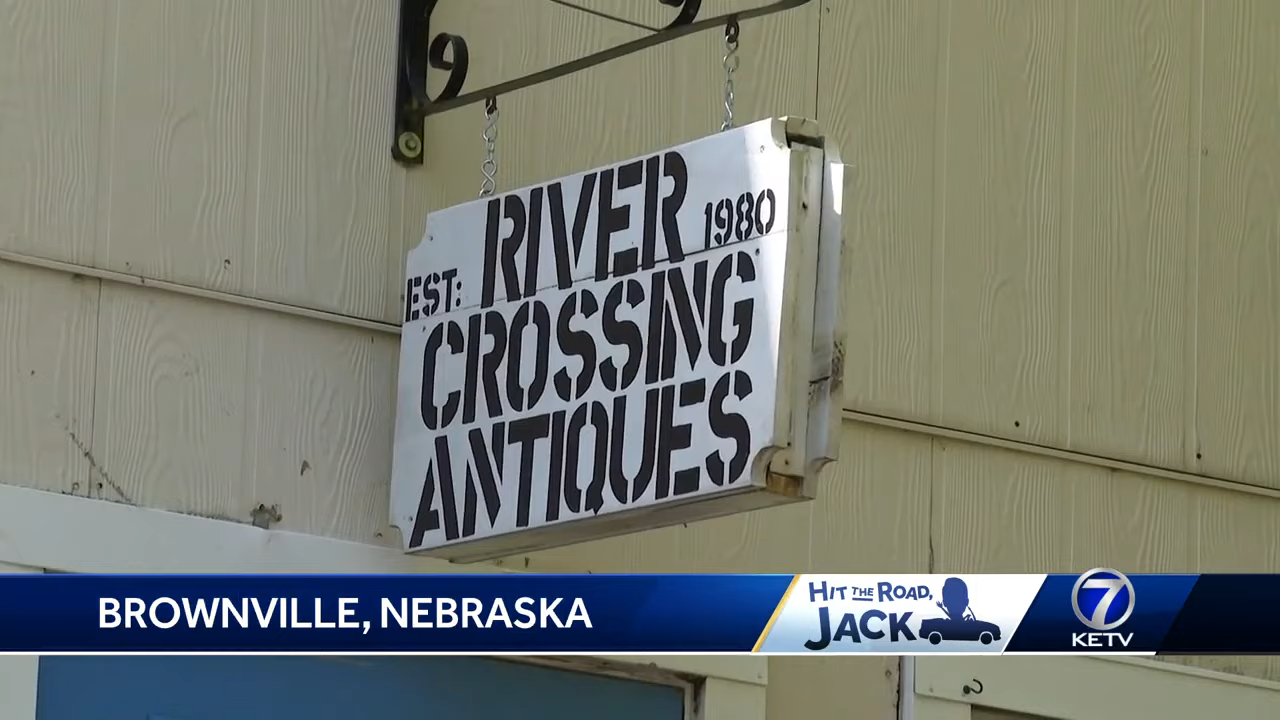 RIVER
EST: 1980
CROSSING
ANTIQUES
BROWNVILLE, NEBRASKA
HIT THE ROAD,
JACK
7
KETV